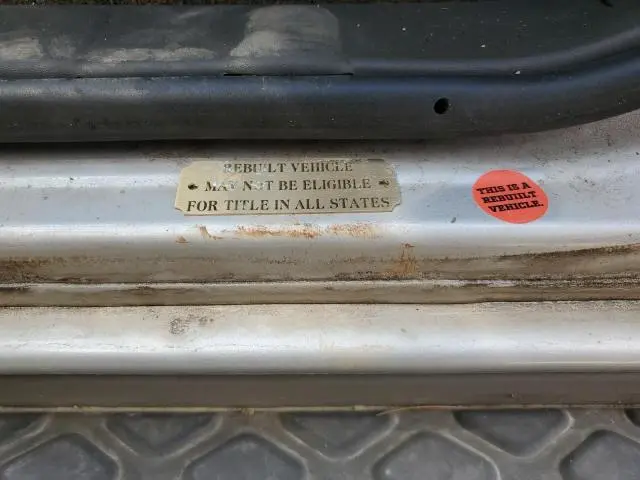 REBUILT VEHICLE
MAY NOT BE ELIGIBLE
FOR TITLE IN ALL STATES
THIS IS A
REBUILT
VEHICLE.